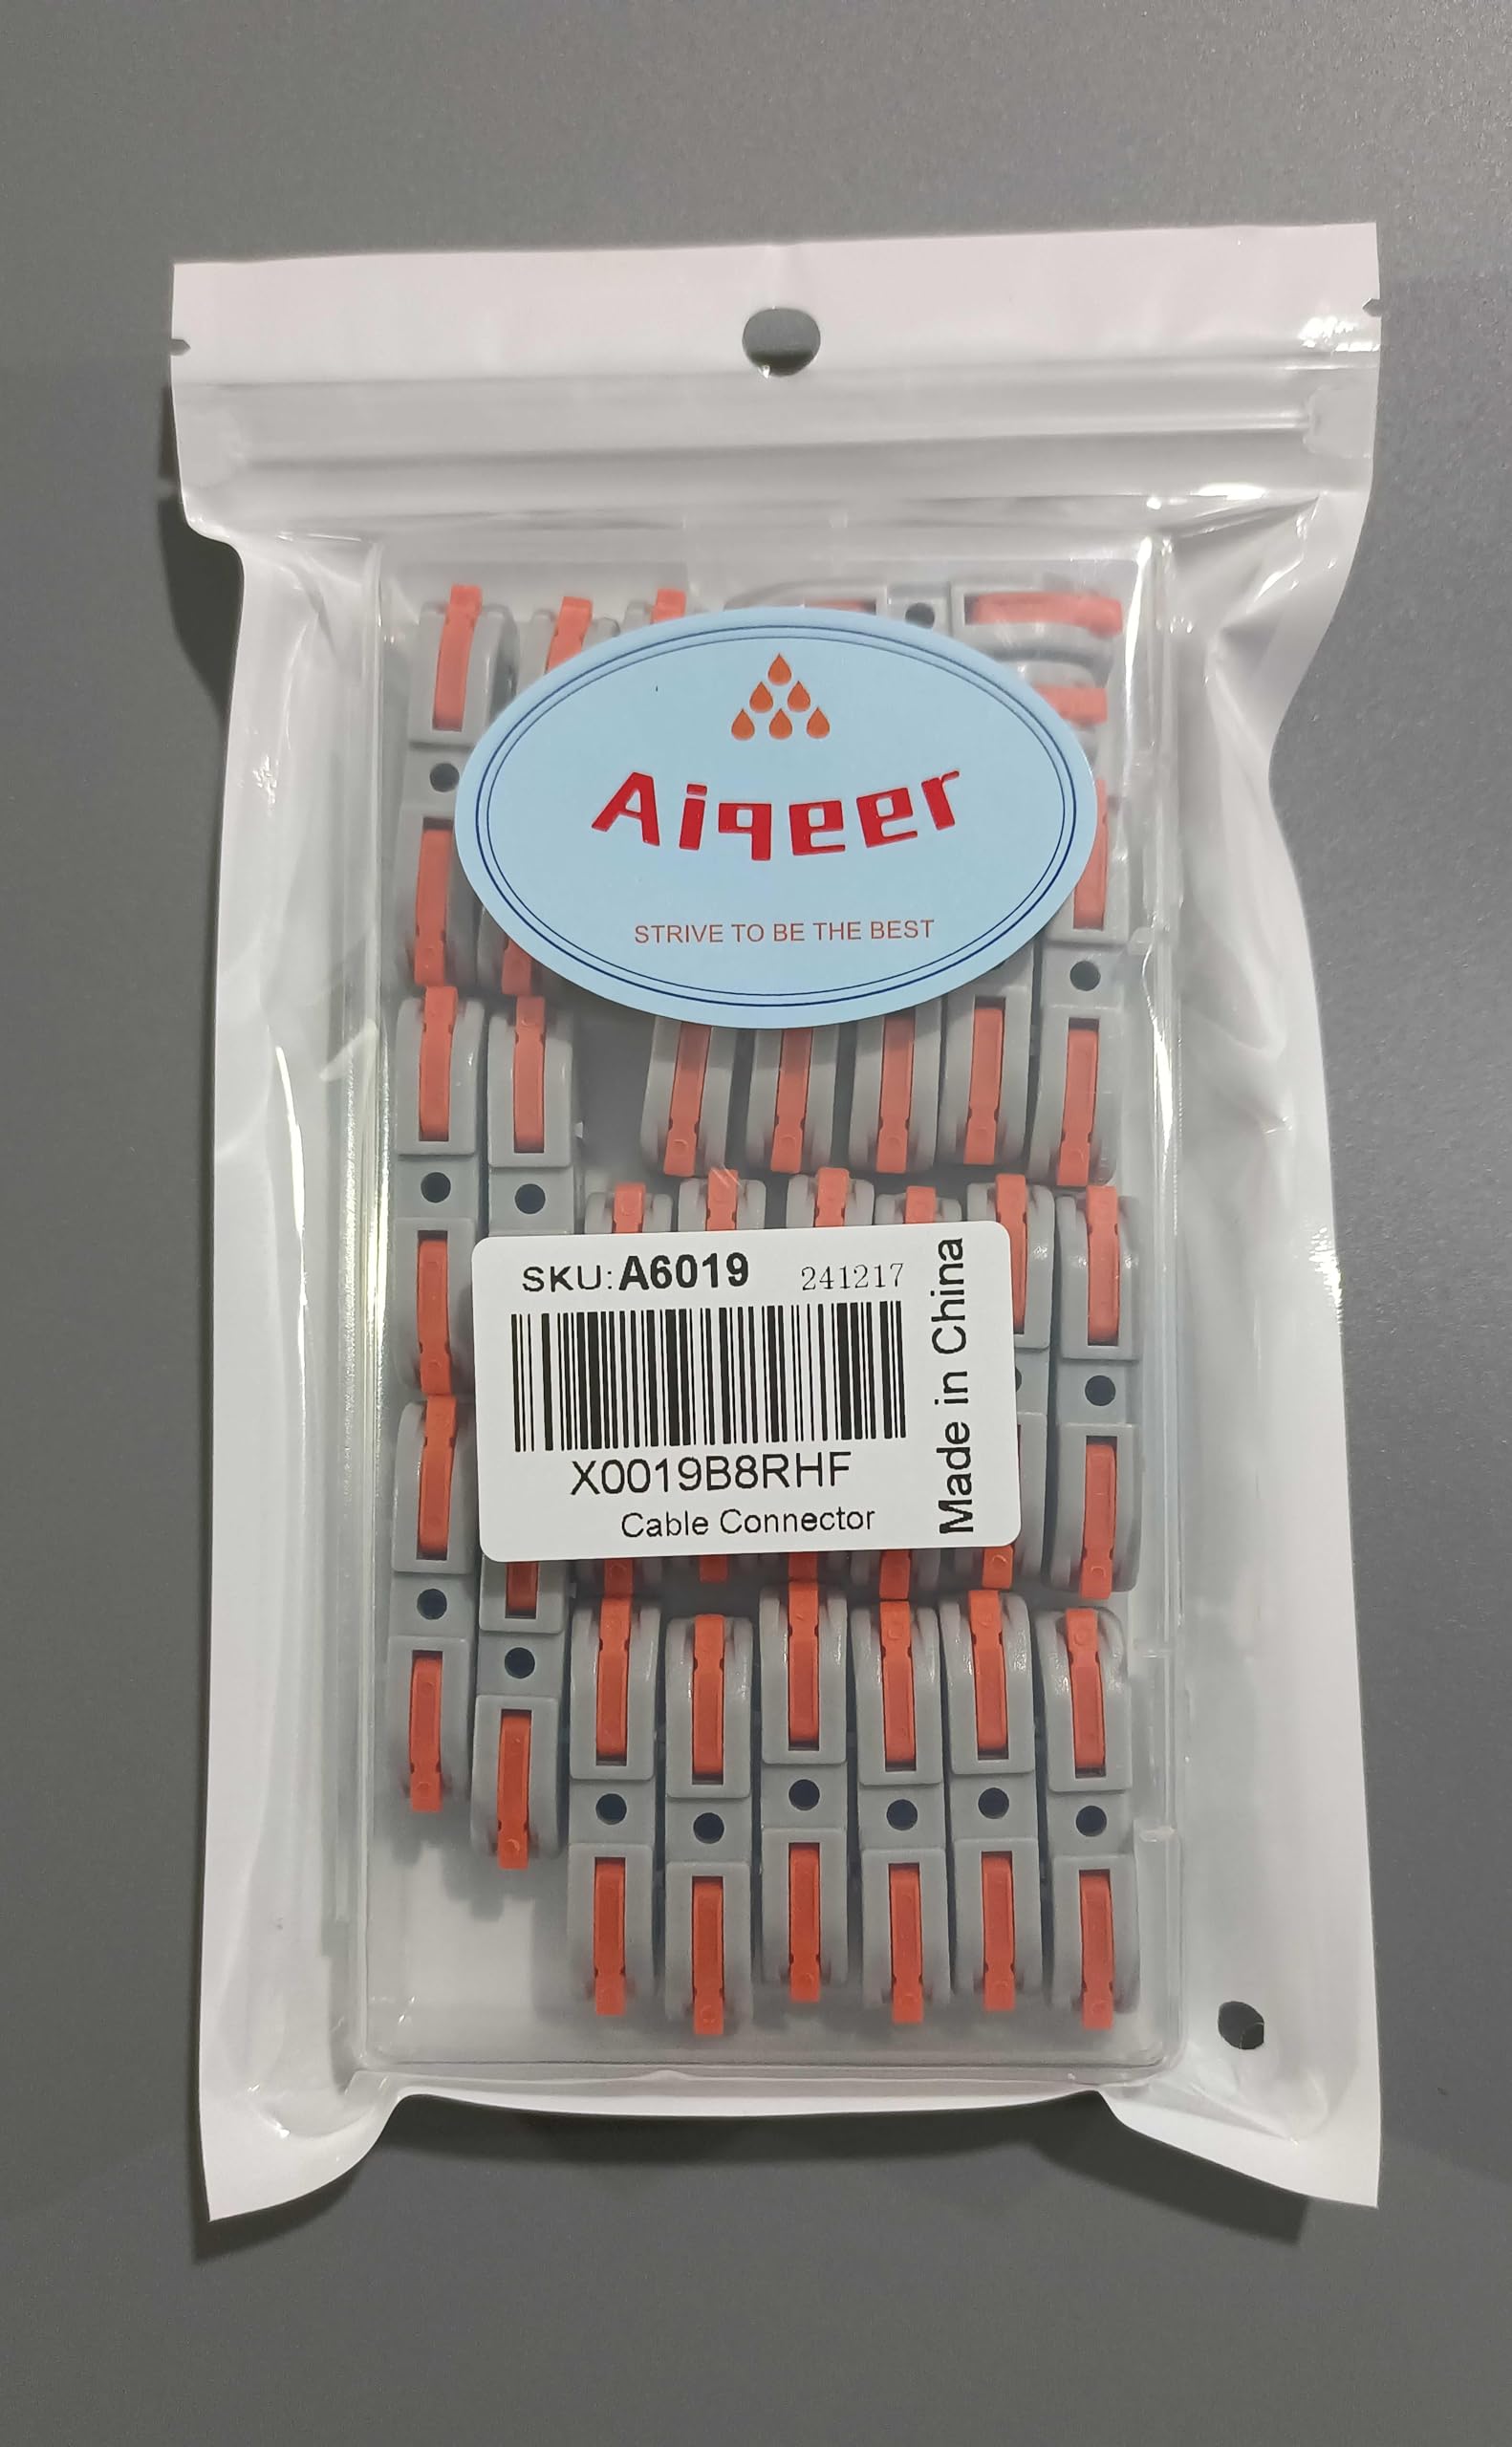 Aiqeer
STRIVE TO BE THE BEST
SKU:A6019 241217
X0019B8RHF
Cable Connector
Made in China